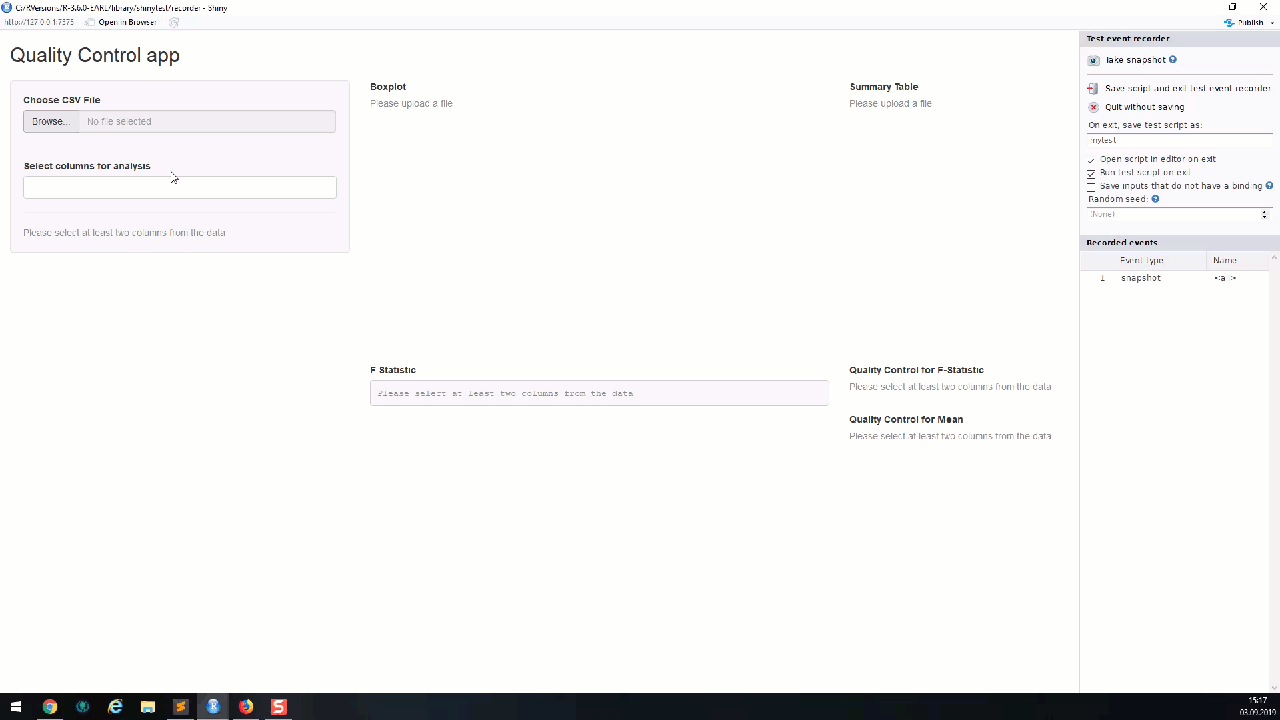 C:/RVersions/R-3.6.0-EARL/library/shinytest/recorder - Shiny
http://127.0.0.1:7375
Open in Browser
Publish
Quality Control app
Choose CSV File
Browse...
No file selected
Select columns for analysis
Please select at least two columns from the data
Boxplot
Please upload a file
Summary Table
Please upload a file
F Statistic
Please select at least two columns from the data
Quality Control for F-Statistic
Please select at least two columns from the data
Quality Control for Mean
Please select at least two columns from the data
Test event recorder
Take snapshot
Save script and exit test event recorder
Quit without saving
On exit, save test script as:
mytest
Open script in editor on exit
Run test script on exit
Save inputs that do not have a binding
Random seed:
(None)
Recorded events
Event type Name
1 snapshot <a->
15:17
03.09.2019